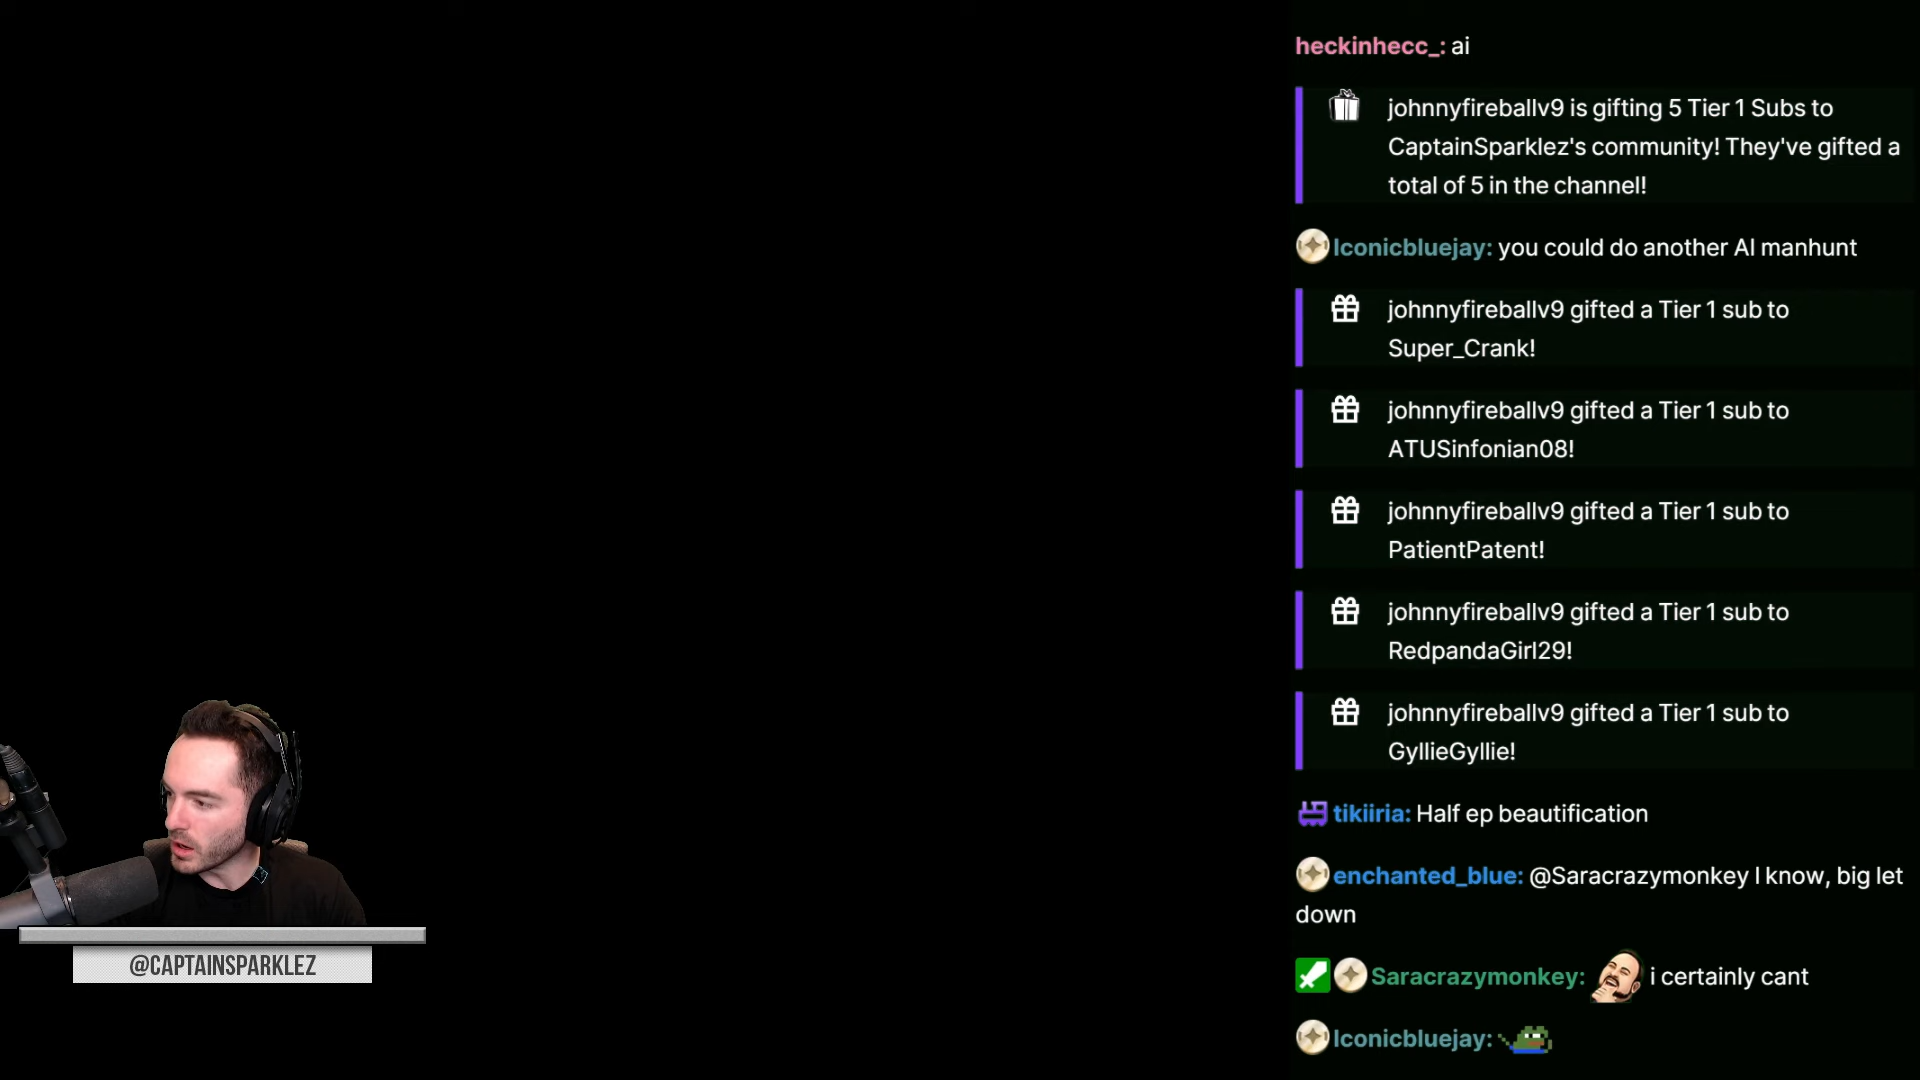 heckinhecc_: ai
johnnyfireballv9 is gifting 5 Tier 1 Subs to
CaptainSparklez's community! They've gifted a
total of 5 in the channel!
Iconicbluejay: you could do another AI manhunt
johnnyfireballv9 gifted a Tier 1 sub to
Super_Crank!
johnnyfireballv9 gifted a Tier 1 sub to
ATUSinfonian08!
johnnyfireballv9 gifted a Tier 1 sub to
PatientPatent!
johnnyfireballv9 gifted a Tier 1 sub to
RedpandaGirl29!
johnnyfireballv9 gifted a Tier 1 sub to
GyllieGyllie!
tikiiria: Half ep beautification
enchanted_blue: @Saracrazymonkey I know, big let
down
Saracrazymonkey: i certainly cant
Iconicbluejay:
@CAPTAINSPARKLEZ